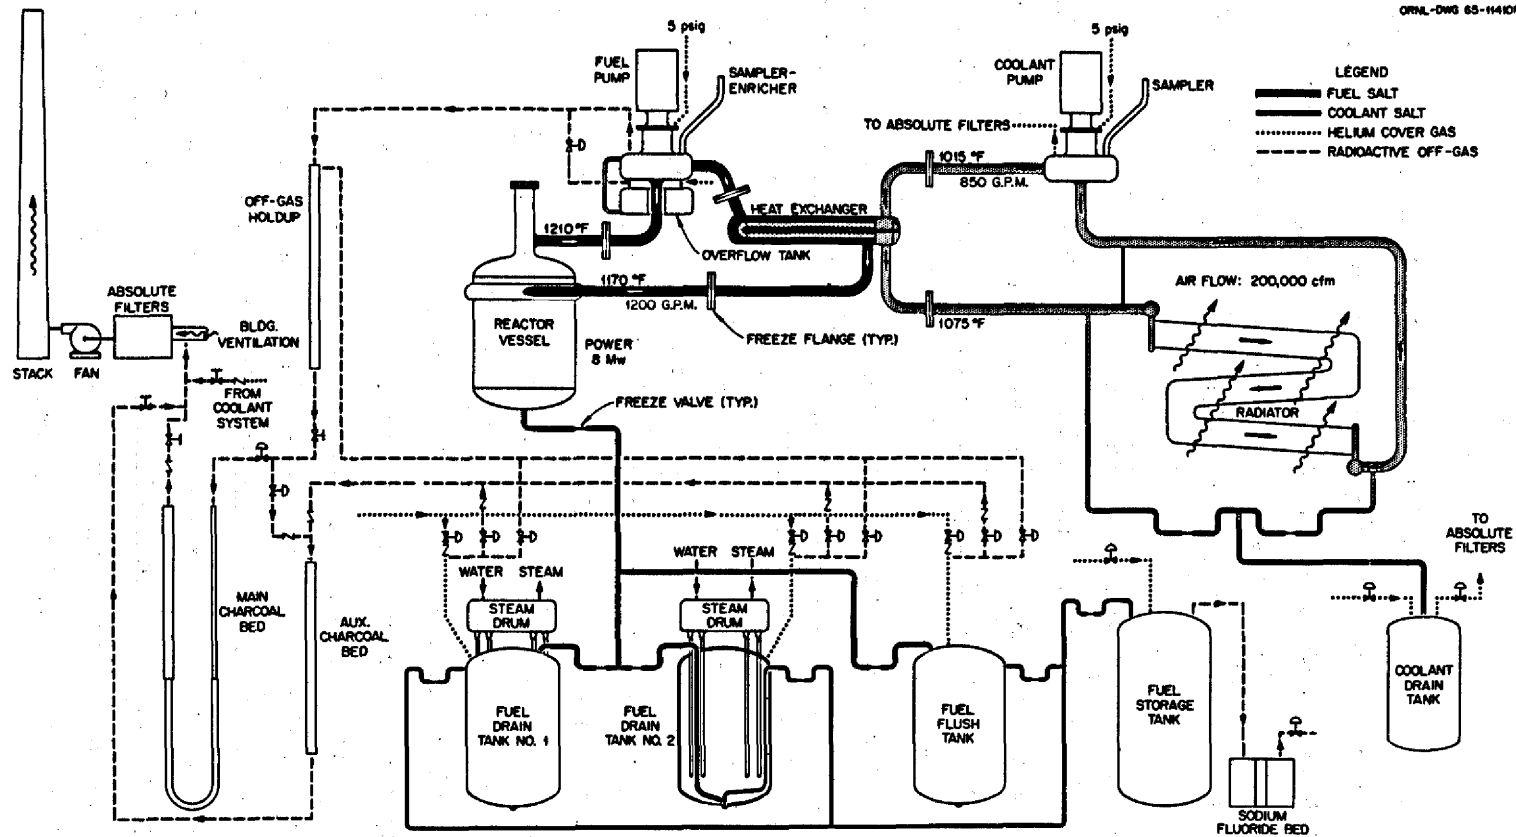 ORNL-DWG 65-11410R
5 psig
FUEL
PUMP
SAMPLER-
ENRICHER
5 psig
COOLANT
PUMP
SAMPLER
TO ABSOLUTE FILTERS
LEGEND
FUEL SALT
COOLANT SALT
HELIUM COVER GAS
RADIOACTIVE OFF-GAS
OFF-GAS
HOLDUP
1210 °F
HEAT EXCHANGER
OVERFLOW TANK
1015 °F
850 G.P.M.
1170 °F
1200 G.P.M.
1075 °F
AIR FLOW: 200,000 cfm
REACTOR
VESSEL
POWER
8 Mw
FREEZE FLANGE (TYP.)
FREEZE VALVE (TYP.)
RADIATOR
ABSOLUTE
FILTERS
BLDG.
VENTILATION
STACK
FAN
FROM
COOLANT
SYSTEM
MAIN
CHARCOAL
BED
AUX.
CHARCOAL
BED
WATER
STEAM
STEAM
DRUM
WATER
STEAM
STEAM
DRUM
FUEL
DRAIN
TANK NO. 1
FUEL
DRAIN
TANK NO. 2
FUEL
FLUSH
TANK
FUEL
STORAGE
TANK
SODIUM
FLUORIDE BED
TO
ABSOLUTE
FILTERS
COOLANT
DRAIN
TANK